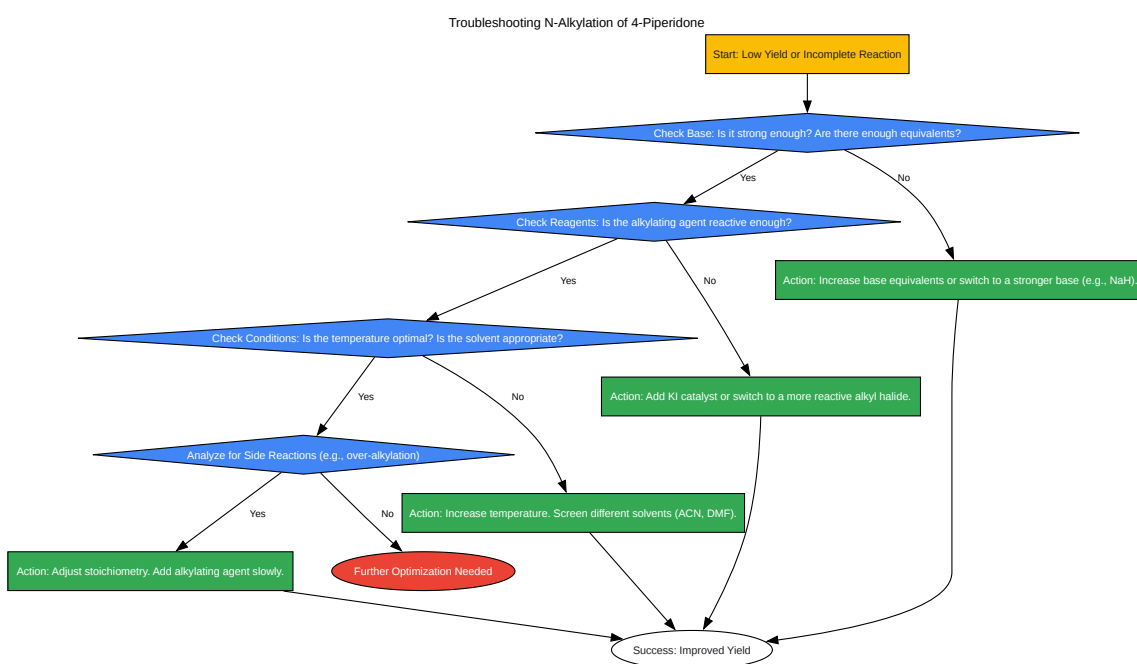 Troubleshooting N-Alkylation of 4-Piperidone
Start: Low Yield or Incomplete Reaction
Check Base: Is it strong enough? Are there enough equivalents?
Yes
No
Check Reagents: Is the alkylating agent reactive enough?
Action: Increase base equivalents or switch to a stronger base (e.g., NaH).
Yes
No
Check Conditions: Is the temperature optimal? Is the solvent appropriate?
Action: Add KI catalyst or switch to a more reactive alkyl halide.
Yes
No
Analyze for Side Reactions (e.g., over-alkylation)
Action: Increase temperature. Screen different solvents (ACN, DMF).
Yes
No
Action: Adjust stoichiometry. Add alkylating agent slowly.
Further Optimization Needed
Success: Improved Yield